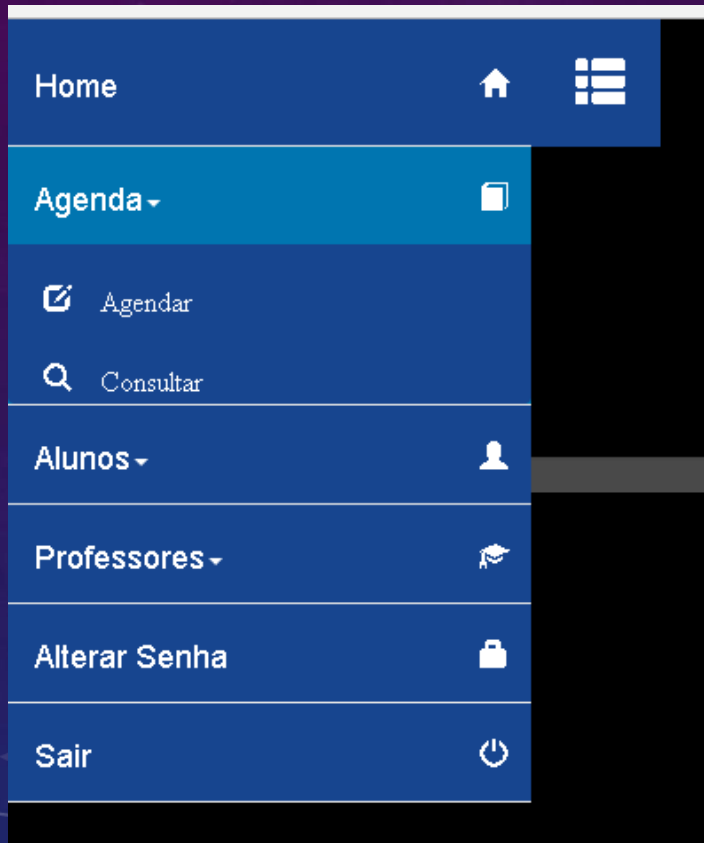 Home
Agenda
Agendar
Consultar
Alunos
Professores
Alterar Senha
Sair